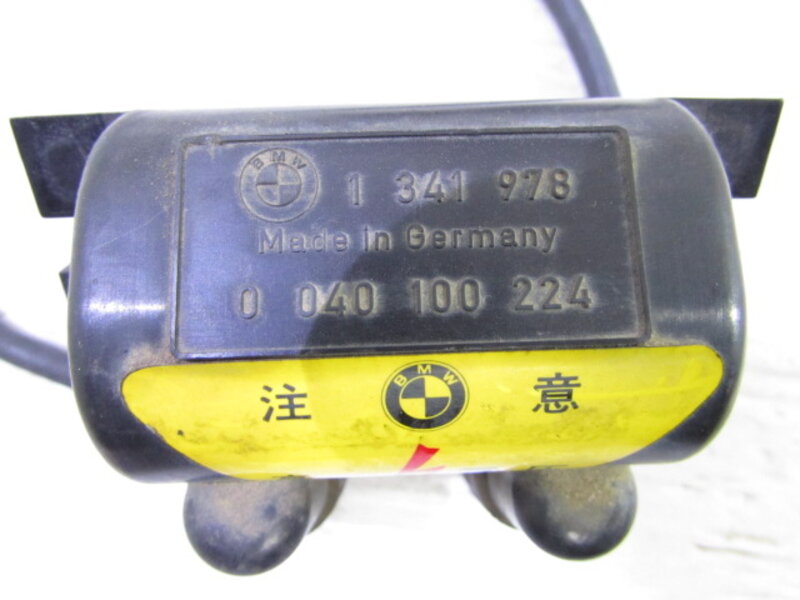 BMW 1 341 978
Made in Germany
0 040 100 224
注 BMW 意